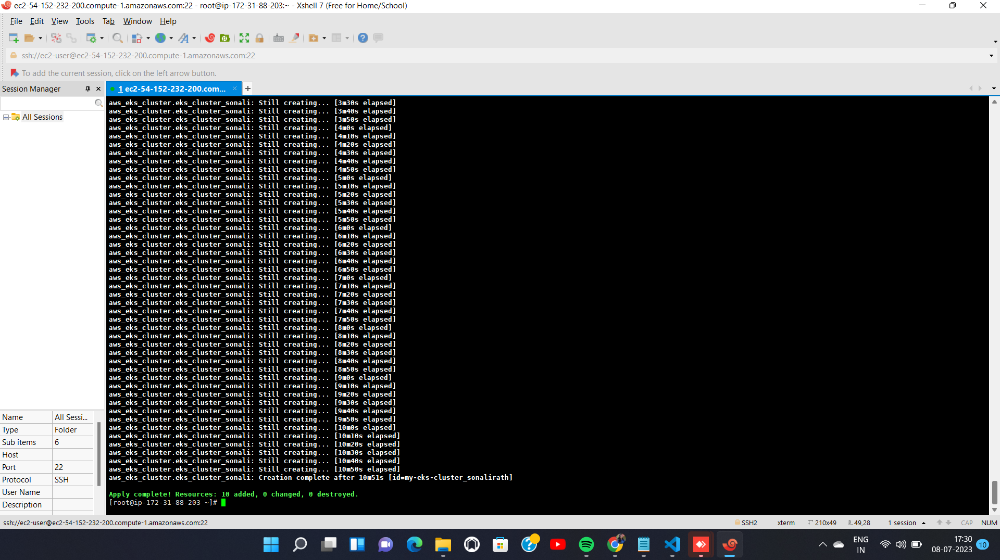 ec2-54-152-232-200.compute-1.amazonaws.com:22 - root@ip-172-31-88-203:~ - Xshell 7 (Free for Home/School)
File Edit View Tools Tab Window Help
ssh://ec2-user@ec2-54-152-232-200.compute-1.amazonaws.com:22
To add the current session, click on the left arrow button.
Session Manager
1 ec2-54-152-232-200.com...
All Sessions
aws_eks_cluster.eks_cluster_sonali: Still creating... [3m30s elapsed]
aws_eks_cluster.eks_cluster_sonali: Still creating... [3m40s elapsed]
aws_eks_cluster.eks_cluster_sonali: Still creating... [3m50s elapsed]
aws_eks_cluster.eks_cluster_sonali: Still creating... [4m0s elapsed]
aws_eks_cluster.eks_cluster_sonali: Still creating... [4m10s elapsed]
aws_eks_cluster.eks_cluster_sonali: Still creating... [4m20s elapsed]
aws_eks_cluster.eks_cluster_sonali: Still creating... [4m30s elapsed]
aws_eks_cluster.eks_cluster_sonali: Still creating... [4m40s elapsed]
aws_eks_cluster.eks_cluster_sonali: Still creating... [4m50s elapsed]
aws_eks_cluster.eks_cluster_sonali: Still creating... [5m0s elapsed]
aws_eks_cluster.eks_cluster_sonali: Still creating... [5m10s elapsed]
aws_eks_cluster.eks_cluster_sonali: Still creating... [5m20s elapsed]
aws_eks_cluster.eks_cluster_sonali: Still creating... [5m30s elapsed]
aws_eks_cluster.eks_cluster_sonali: Still creating... [5m40s elapsed]
aws_eks_cluster.eks_cluster_sonali: Still creating... [5m50s elapsed]
aws_eks_cluster.eks_cluster_sonali: Still creating... [6m0s elapsed]
aws_eks_cluster.eks_cluster_sonali: Still creating... [6m10s elapsed]
aws_eks_cluster.eks_cluster_sonali: Still creating... [6m20s elapsed]
aws_eks_cluster.eks_cluster_sonali: Still creating... [6m30s elapsed]
aws_eks_cluster.eks_cluster_sonali: Still creating... [6m40s elapsed]
aws_eks_cluster.eks_cluster_sonali: Still creating... [6m50s elapsed]
aws_eks_cluster.eks_cluster_sonali: Still creating... [7m0s elapsed]
aws_eks_cluster.eks_cluster_sonali: Still creating... [7m10s elapsed]
aws_eks_cluster.eks_cluster_sonali: Still creating... [7m20s elapsed]
aws_eks_cluster.eks_cluster_sonali: Still creating... [7m30s elapsed]
aws_eks_cluster.eks_cluster_sonali: Still creating... [7m40s elapsed]
aws_eks_cluster.eks_cluster_sonali: Still creating... [7m50s elapsed]
aws_eks_cluster.eks_cluster_sonali: Still creating... [8m0s elapsed]
aws_eks_cluster.eks_cluster_sonali: Still creating... [8m10s elapsed]
aws_eks_cluster.eks_cluster_sonali: Still creating... [8m20s elapsed]
aws_eks_cluster.eks_cluster_sonali: Still creating... [8m30s elapsed]
aws_eks_cluster.eks_cluster_sonali: Still creating... [8m40s elapsed]
aws_eks_cluster.eks_cluster_sonali: Still creating... [8m50s elapsed]
aws_eks_cluster.eks_cluster_sonali: Still creating... [9m0s elapsed]
aws_eks_cluster.eks_cluster_sonali: Still creating... [9m10s elapsed]
aws_eks_cluster.eks_cluster_sonali: Still creating... [9m20s elapsed]
aws_eks_cluster.eks_cluster_sonali: Still creating... [9m30s elapsed]
aws_eks_cluster.eks_cluster_sonali: Still creating... [9m40s elapsed]
aws_eks_cluster.eks_cluster_sonali: Still creating... [9m50s elapsed]
aws_eks_cluster.eks_cluster_sonali: Still creating... [10m0s elapsed]
aws_eks_cluster.eks_cluster_sonali: Still creating... [10m10s elapsed]
aws_eks_cluster.eks_cluster_sonali: Still creating... [10m20s elapsed]
aws_eks_cluster.eks_cluster_sonali: Still creating... [10m30s elapsed]
aws_eks_cluster.eks_cluster_sonali: Still creating... [10m40s elapsed]
aws_eks_cluster.eks_cluster_sonali: Still creating... [10m50s elapsed]
aws_eks_cluster.eks_cluster_sonali: Creation complete after 10m51s [id=my-eks-cluster_sonalirath]
Apply complete! Resources: 10 added, 0 changed, 0 destroyed.
[root@ip-172-31-88-203 ~]#
Name All Sessi...
Type Folder
Sub items 6
Host
Port 22
Protocol SSH
User Name
Description
ssh://ec2-user@ec2-54-152-232-200.compute-1.amazonaws.com:22 SSH2 xterm 210x49 49,28 1 session CAP NUM
ENG IN
17:30
08-07-2023
10